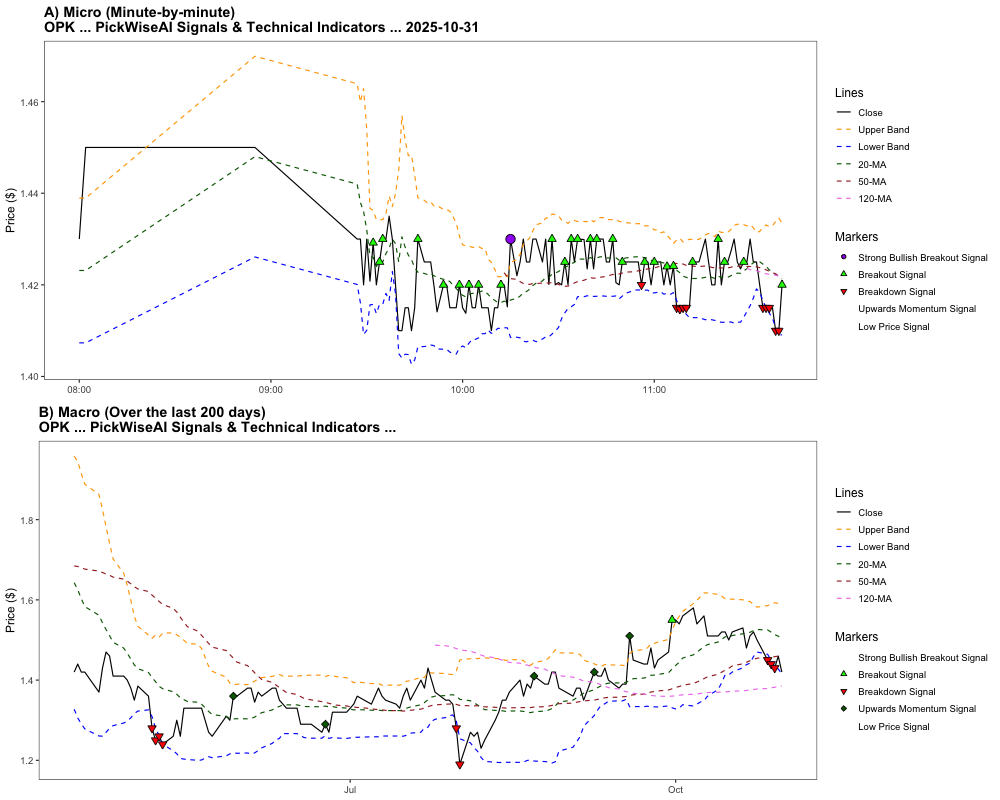 A) Micro (Minute-by-minute)
OPK ... PickWiseAI Signals & Technical Indicators ... 2025-10-31
Price ($)
1.46
1.44
1.42
1.40
08:00
09:00
10:00
11:00
Lines
Close
Upper Band
Lower Band
20-MA
50-MA
120-MA
Markers
Strong Bullish Breakout Signal
Breakout Signal
Breakdown Signal
Upwards Momentum Signal
Low Price Signal
B) Macro (Over the last 200 days)
OPK ... PickWiseAI Signals & Technical Indicators ...
Price ($)
1.8
1.6
1.4
1.2
Jul
Oct
Lines
Close
Upper Band
Lower Band
20-MA
50-MA
120-MA
Markers
Strong Bullish Breakout Signal
Breakout Signal
Breakdown Signal
Upwards Momentum Signal
Low Price Signal